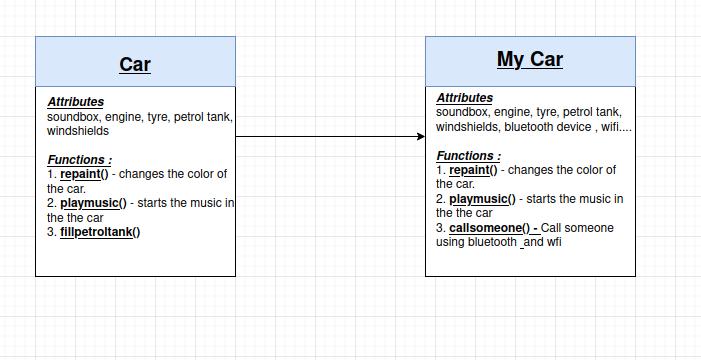 Car
Attributes
soundbox, engine, tyre, petrol tank,
windshields
Functions :
1. repaint() - changes the color of
the car.
2. playmusic() - starts the music in
the the car
3. fillpetroltank()
My Car
Attributes
soundbox, engine, tyre, petrol tank,
windshields, bluetooth device , wifi....
Functions :
1. repaint() - changes the color of
the car.
2. playmusic() - starts the music in
the the car
3. callsomeone() - Call someone
using bluetooth _and wfi